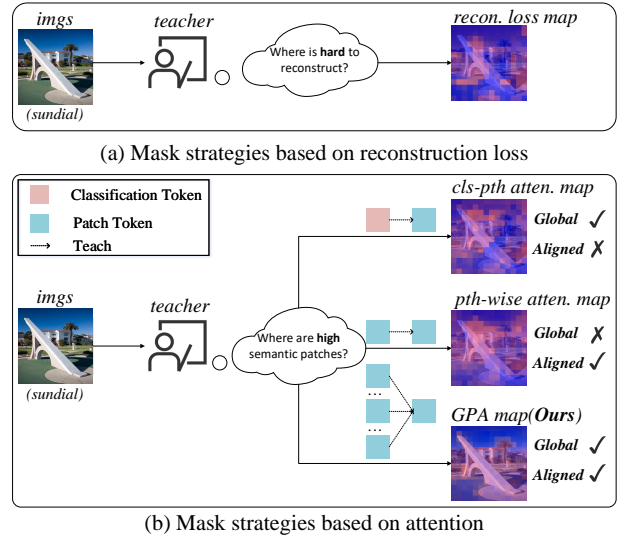 imgs
teacher
recon. loss map
Where is hard to
reconstruct?
(sundial)
(a) Mask strategies based on reconstruction loss
Classification Token
Patch Token
Teach
cls-pth atten. map
Global ✓
Aligned ✗
imgs
teacher
pth-wise atten. map
Where are high
semantic patches?
Global ✗
Aligned ✓
(sundial)
...
...
GPA map(Ours)
Global ✓
Aligned ✓
(b) Mask strategies based on attention